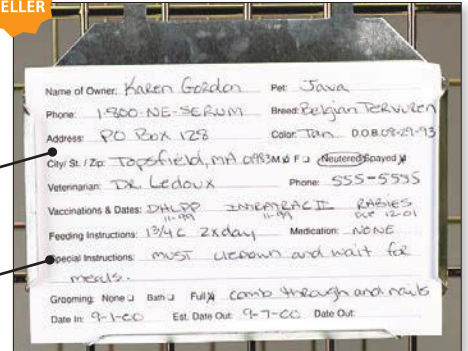 ELLER
Name of Owner: Karen Gordon Pet: Java
Phone: 1-800-NE-SERUM Breed: Belgian Tervuren
Address: PO Box 128 Color: Tan D.O.B. 08-29-93
City/ St. / Zip: Topsfield, MA 01983 M F Neutered Spayed
Veterinarian: DR. Ledoux Phone: 555-5555
Vaccinations & Dates: DHLPP INTRATRAC II RABIES
11-99 11-99 DUE 12-01
Feeding Instructions: 1 3/4 C 2x day Medication: NONE
Special Instructions: must liedown and wait for
meals.
Grooming: None Bath Full comb through and nails
Date In: 9-1-00 Est. Date Out: 9-7-00 Date Out: